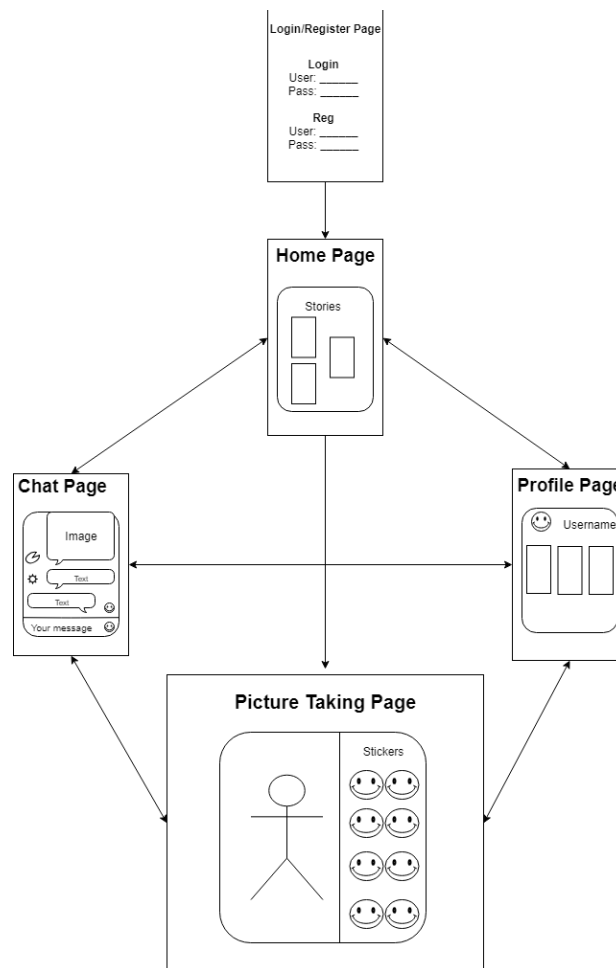 Login/Register Page
Login
User: ______
Pass: ______
Reg
User: ______
Pass: ______
Home Page
Stories
Chat Page
Image
Text
Text
Your message
Profile Page
Username
Picture Taking Page
Stickers